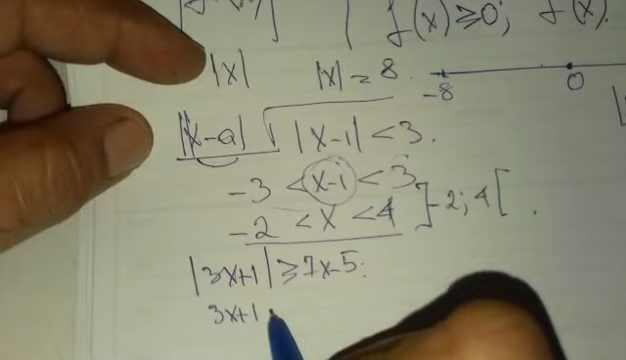 f(x) ≥ 0; f(x).
|x| |x| = 8. -8 0
|x-a| |x-1| < 3.
-3 < x-1 < 3
-2 < x < 4 ]-2; 4[.
|3x+1| ≥ 7x-5.
3x+1